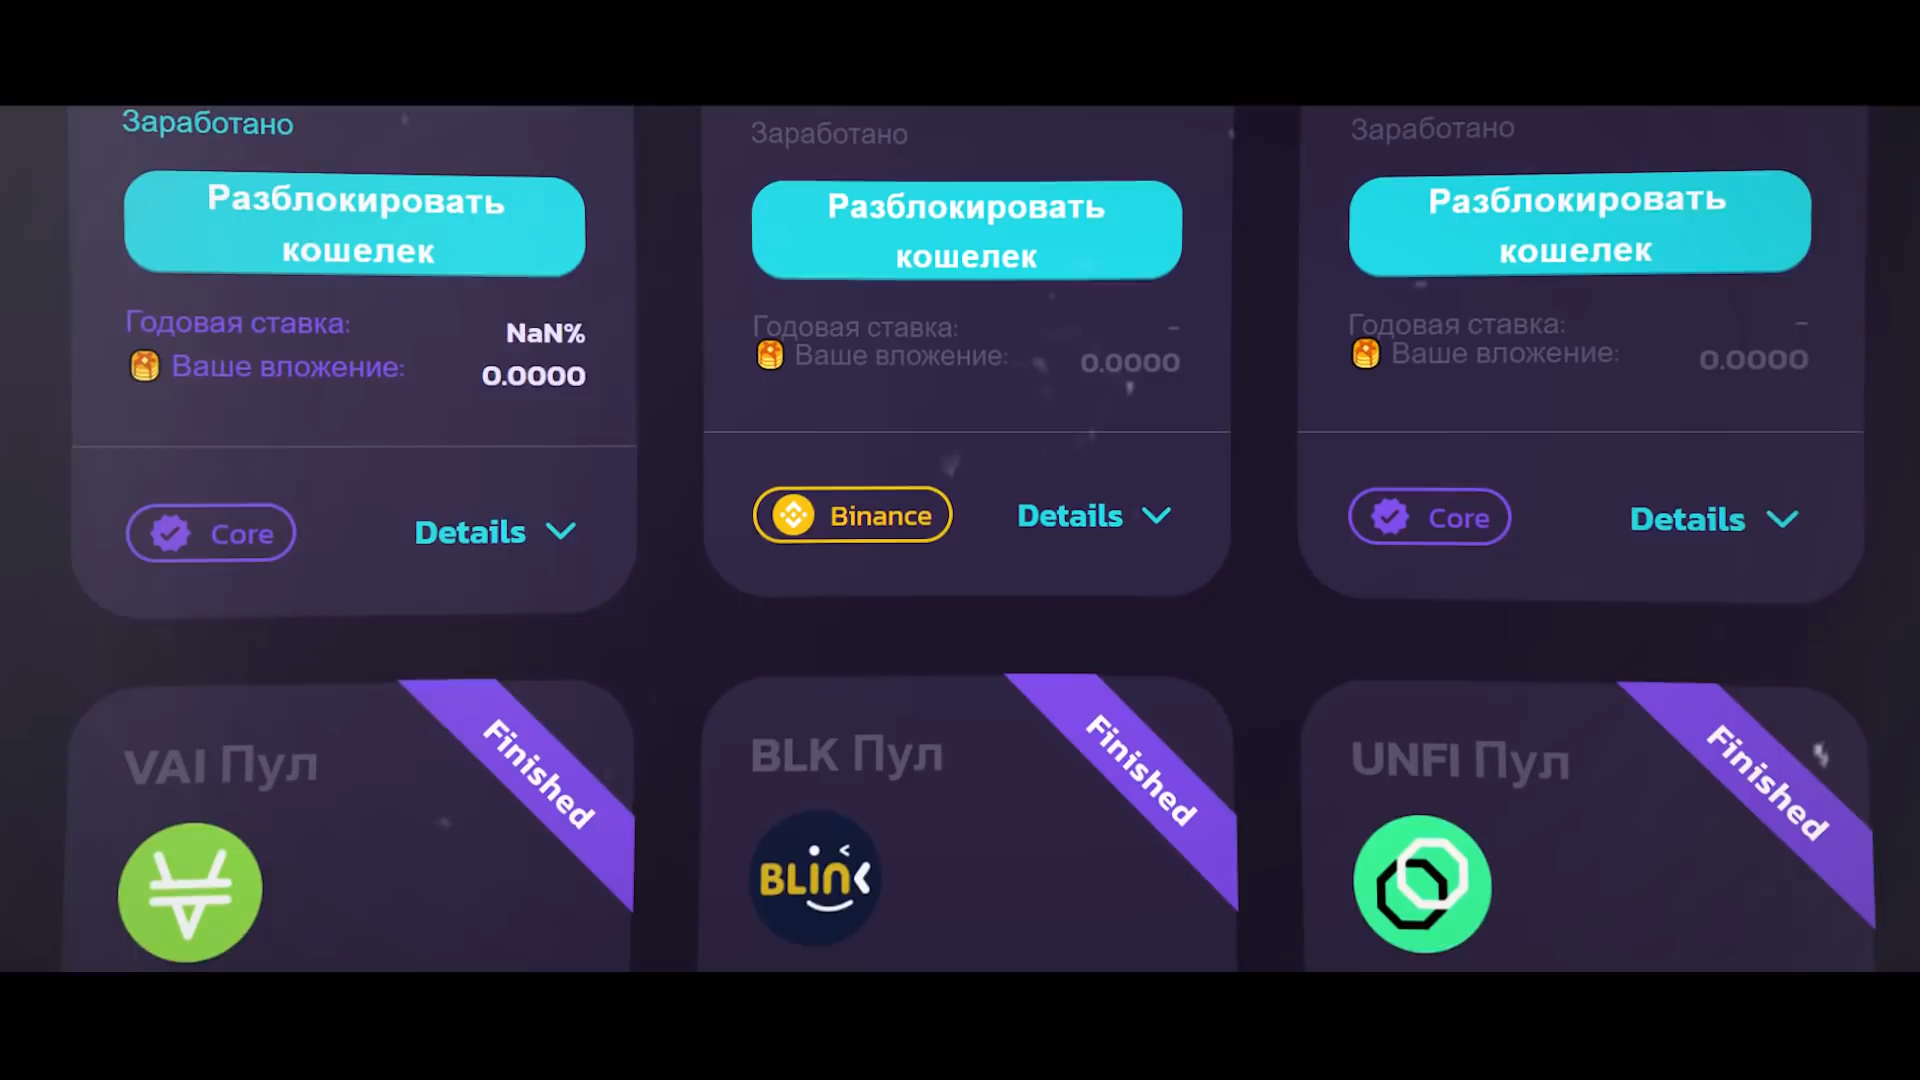 Заработано
Разблокировать
кошелек
Годовая ставка: NaN%
Ваше вложение: 0.0000
Core Details
Заработано
Разблокировать
кошелек
Годовая ставка: -
Ваше вложение: 0.0000
Binance Details
Заработано
Разблокировать
кошелек
Годовая ставка: -
Ваше вложение: 0.0000
Core Details
VAI Пул
Finished
BLK Пул
Finished
BLINK
UNFI Пул
Finished